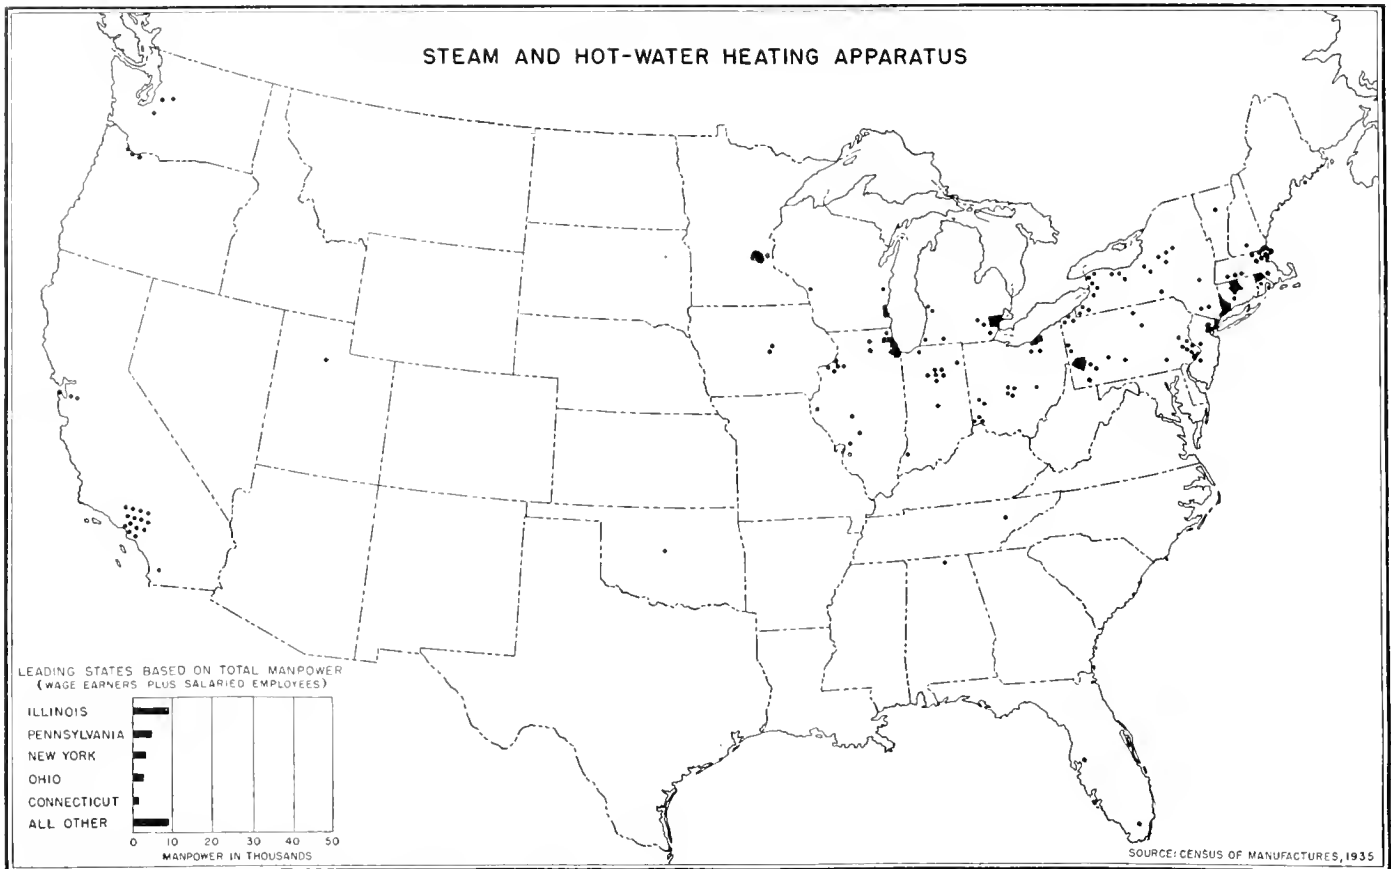 STEAM AND HOT-WATER HEATING APPARATUS
LEADING STATES BASED ON TOTAL MANPOWER
(WAGE EARNERS PLUS SALARIED EMPLOYEES)
ILLINOIS
PENNSYLVANIA
NEW YORK
OHIO
CONNECTICUT
ALL OTHER
0 10 20 30 40 50
MANPOWER IN THOUSANDS
SOURCE: CENSUS OF MANUFACTURES, 1935